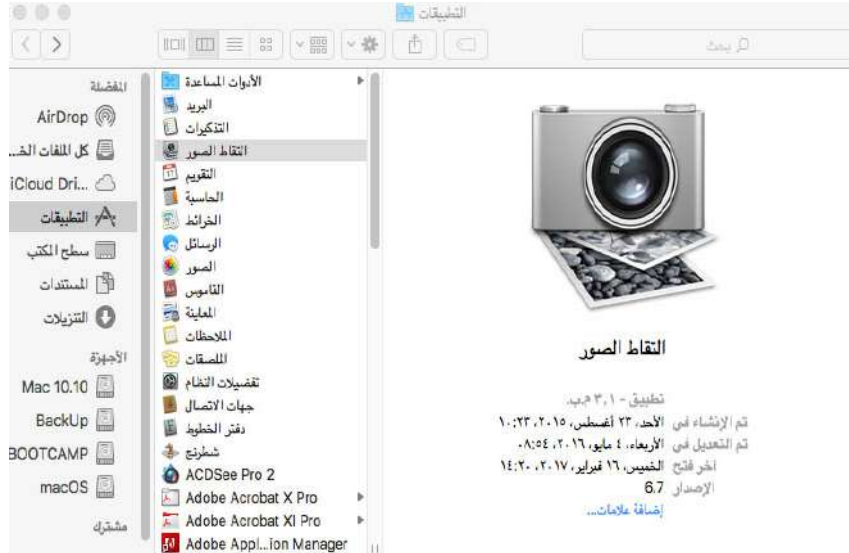 التطبيقات
يبحث
المفضلة
AirDrop
كل الملفات الخـ...
iCloud Dri...
التطبيقات
سطح المكتب
المستندات
التنزيلات
الأجهزة
Mac 10.10
BackUp
BOOTCAMP
macOS
مشترك
الأدوات المساعدة
البريد
التذكيرات
التقاط الصور
التقويم
الحاسبة
الخرائط
الرسائل
الصور
القاموس
المعاينة
الملاحظات
الملصقات
تفضيلات النظام
جهات الاتصال
دفتر الخطوط
شطرنج
ACDSee Pro 2
Adobe Acrobat X Pro
Adobe Acrobat XI Pro
Adobe Appl...ion Manager
التقاط الصور
تطبيق - ٣,١ م.ب.
تم الإنشاء في الأحد، ٢٣ أغسطس، ٢٠١٥، ١٠:٢٣
تم التعديل في الأربعاء، ٤ مايو، ٢٠١٦، ٠٨:٥٤
آخر فتح الخميس، ١٦ فبراير، ٢٠١٧، ١٤:٢٠
الإصدار 6.7
إضافة علامات...